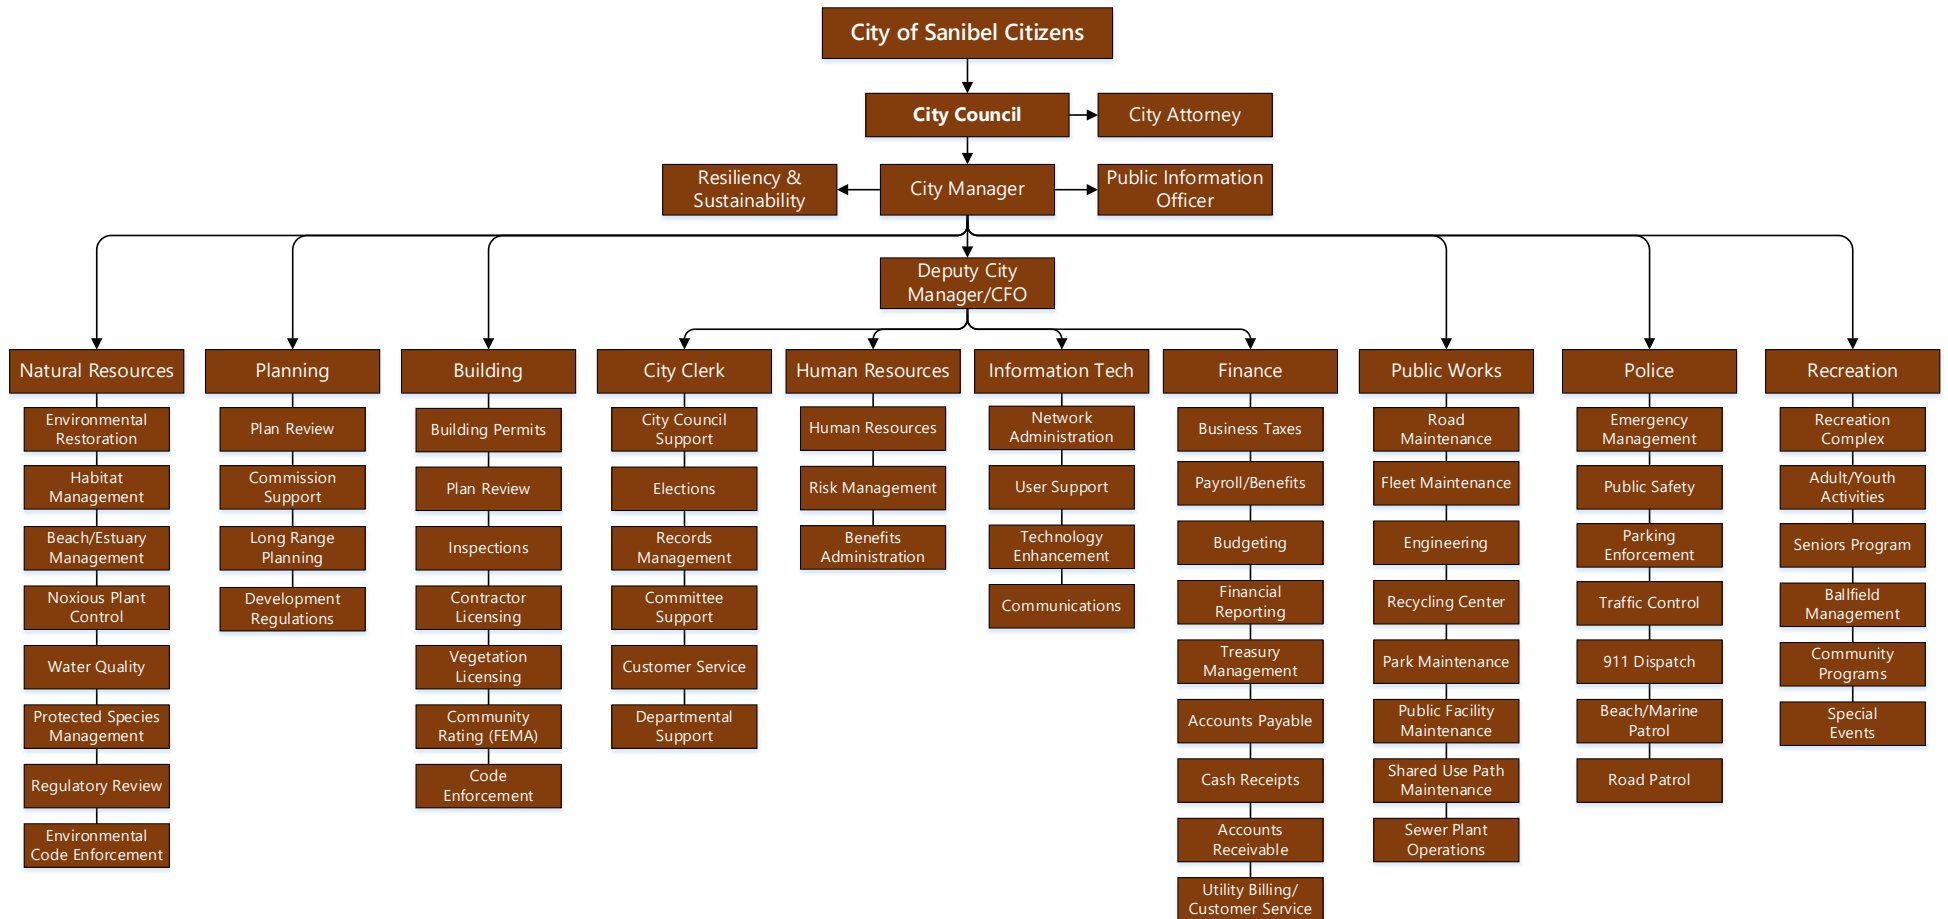 City of Sanibel Citizens
City Council
City Attorney
Resiliency &
Sustainability
City Manager
Public Information
Officer
Deputy City
Manager/CFO
Natural Resources
Environmental
Restoration
Habitat
Management
Beach/Estuary
Management
Noxious Plant
Control
Water Quality
Protected Species
Management
Regulatory Review
Environmental
Code Enforcement
Planning
Plan Review
Commission
Support
Long Range
Planning
Development
Regulations
Building
Building Permits
Plan Review
Inspections
Contractor
Licensing
Vegetation
Licensing
Community
Rating (FEMA)
Code
Enforcement
City Clerk
City Council
Support
Elections
Records
Management
Committee
Support
Customer Service
Departmental
Support
Human Resources
Human Resources
Risk Management
Benefits
Administration
Information Tech
Network
Administration
User Support
Technology
Enhancement
Communications
Finance
Business Taxes
Payroll/Benefits
Budgeting
Financial
Reporting
Treasury
Management
Accounts Payable
Cash Receipts
Accounts
Receivable
Utility Billing/
Customer Service
Public Works
Road
Maintenance
Fleet Maintenance
Engineering
Recycling Center
Park Maintenance
Public Facility
Maintenance
Shared Use Path
Maintenance
Sewer Plant
Operations
Police
Emergency
Management
Public Safety
Parking
Enforcement
Traffic Control
911 Dispatch
Beach/Marine
Patrol
Road Patrol
Recreation
Recreation
Complex
Adult/Youth
Activities
Seniors Program
Ballfield
Management
Community
Programs
Special
Events